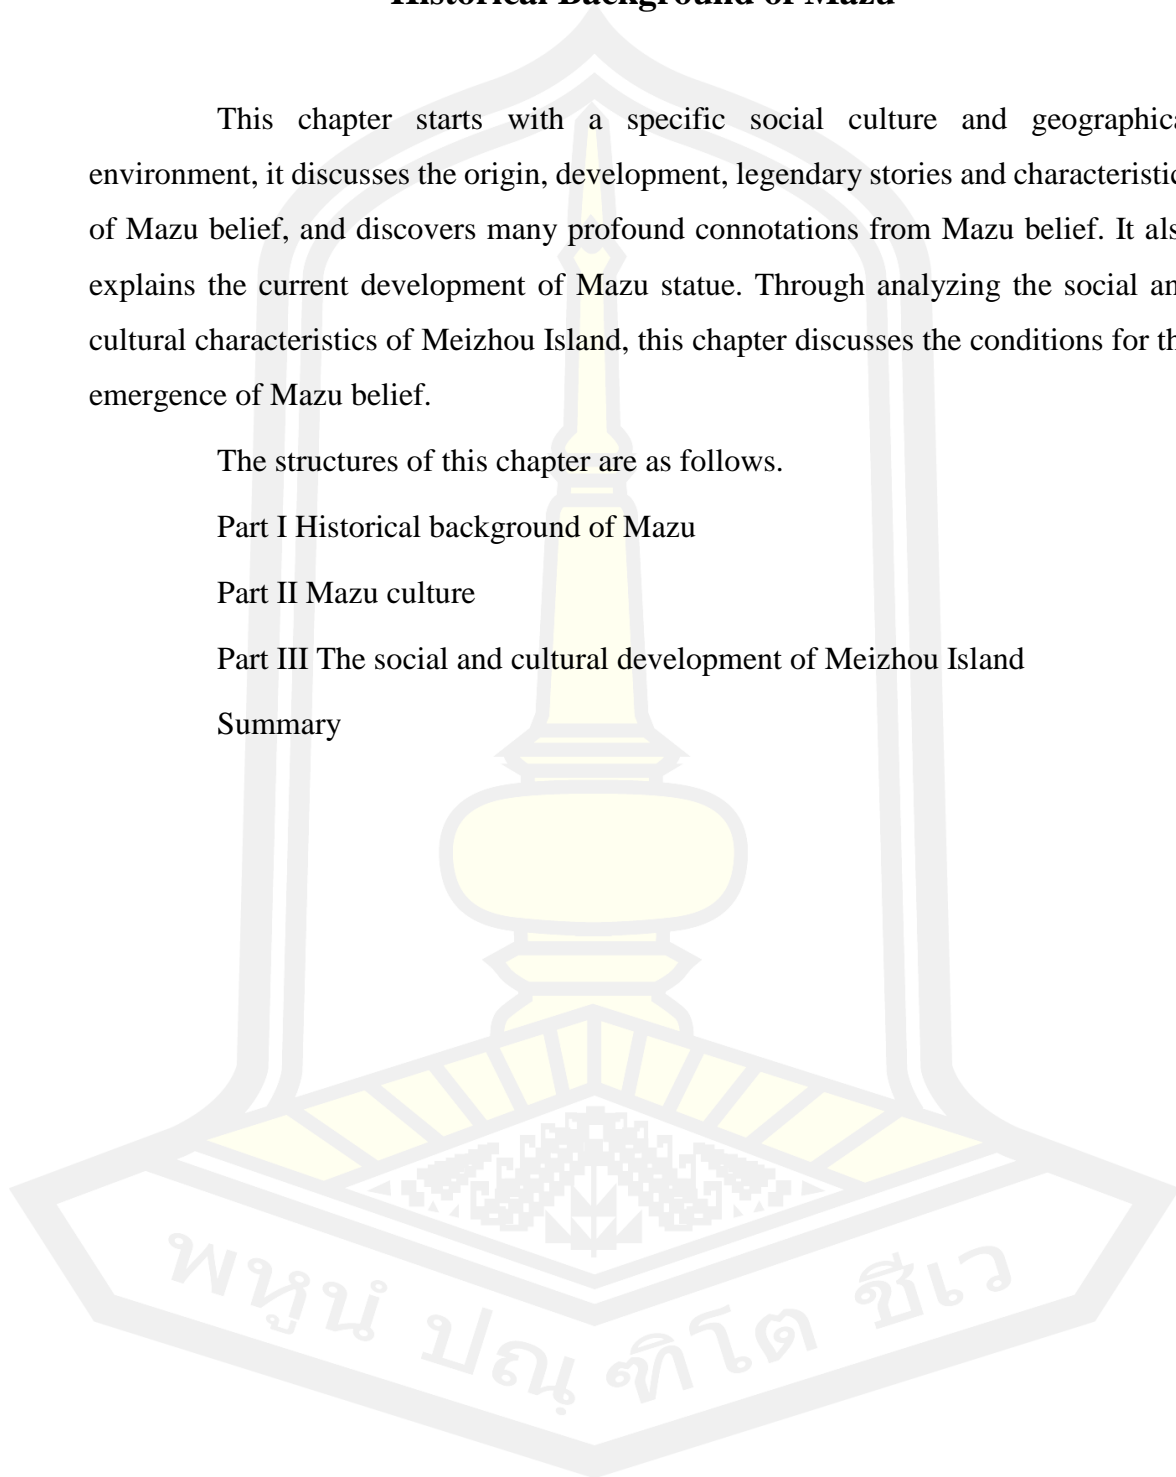 Historical Background of Mazu
This chapter starts with a specific social culture and geographica
environment, it discusses the origin, development, legendary stories and characteristic
of Mazu belief, and discovers many profound connotations from Mazu belief. It als
explains the current development of Mazu statue. Through analyzing the social an
cultural characteristics of Meizhou Island, this chapter discusses the conditions for th
emergence of Mazu belief.
The structures of this chapter are as follows.
Part I Historical background of Mazu
Part II Mazu culture
Part III The social and cultural development of Meizhou Island
Summary
พหูนํ ปณฺ ฑิโต ชีเว